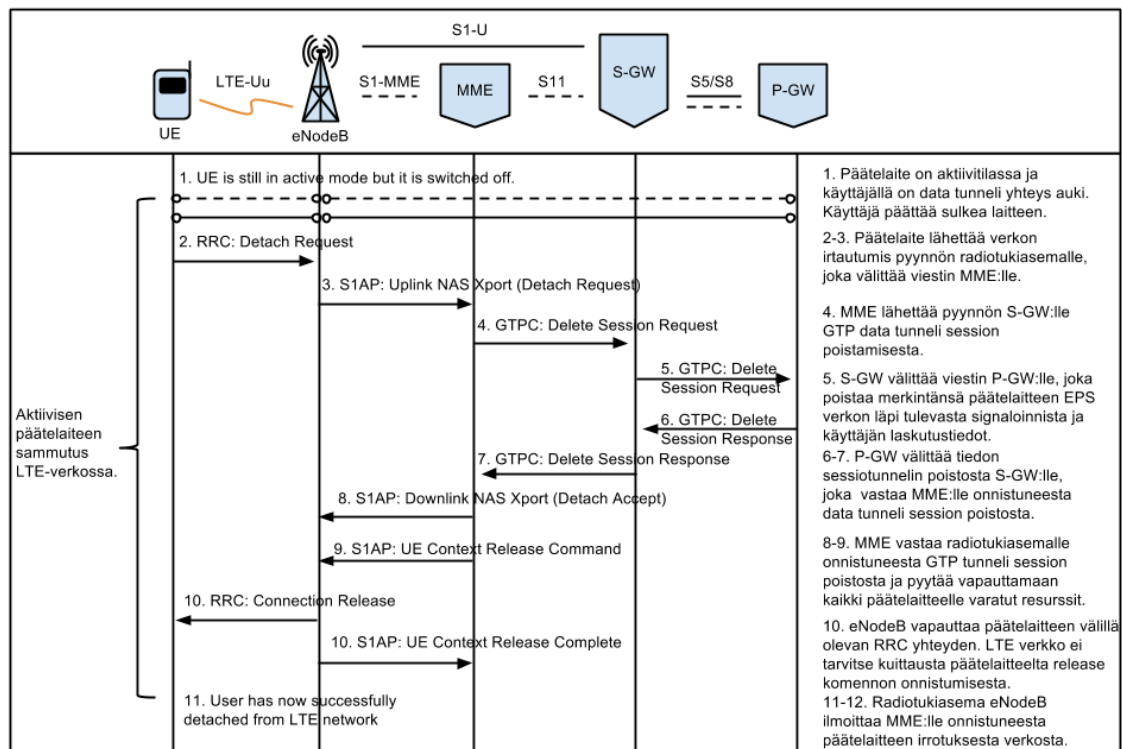 S1-U
LTE-Uu
S1-MME
MME
S11
S-GW
S5/S8
P-GW
UE
eNodeB
1. UE is still in active mode but it is switched off.
2. RRC: Detach Request
3. S1AP: Uplink NAS Xport (Detach Request)
4. GTPC: Delete Session Request
5. GTPC: Delete
Session Request
6. GTPC: Delete
Session Response
7. GTPC: Delete Session Response
8. S1AP: Downlink NAS Xport (Detach Accept)
9. S1AP: UE Context Release Command
10. RRC: Connection Release
10. S1AP: UE Context Release Complete
11. User has now successfully
detached from LTE network
Aktiivisen
päätelaiteen
sammutus
LTE-verkossa.
1. Päätelaite on aktiivitilassa ja
käyttäjällä on data tunneli yhteys auki.
Käyttäjä päättää sulkea laitteen.
2-3. Päätelaite lähettää verkon
irtautumis pyynnön radiotukiasemalle,
joka välittää viestin MME:lle.
4. MME lähettää pyynnön S-GW:lle
GTP data tunneli session
poistamisesta.
5. S-GW välittää viestin P-GW:lle, joka
poistaa merkintänsä päätelaitteen EPS
verkon läpi tulevasta signaloinnista ja
käyttäjän laskutustiedot.
6-7. P-GW välittää tiedon
sessiotunnelin poistosta S-GW:lle,
joka vastaa MME:lle onnistuneesta
data tunneli session poistosta.
8-9. MME vastaa radiotukiasemalle
onnistuneesta GTP tunneli session
poistosta ja pyytää vapauttamaan
kaikki päätelaitteelle varatut resurssit.
10. eNodeB vapauttaa päätelaitteen välillä
olevan RRC yhteyden. LTE verkko ei
tarvitse kuittausta päätelaitteelta release
komennon onnistumisesta.
11-12. Radiotukiasema eNodeB
ilmoittaa MME:lle onnistuneesta
päätelaitteen irrotuksesta verkosta.